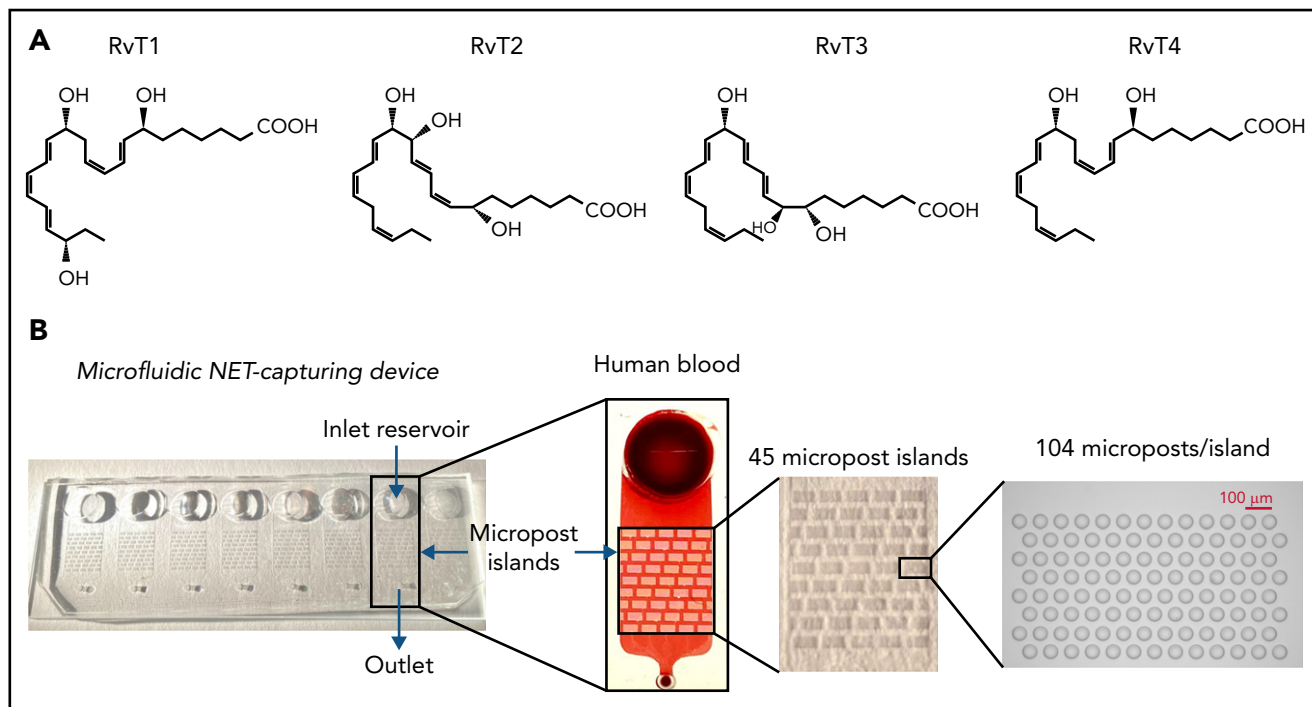 A
RvT1
RvT2
RvT3
RvT4
OH
OH
COOH
OH
OH
OH
COOH
OH
OH
COOH
HO
OH
OH
OH
COOH
B
Microfluidic NET-capturing device
Human blood
Inlet reservoir
45 micropost islands
104 microposts/island
100 μm
Micropost
islands
Outlet